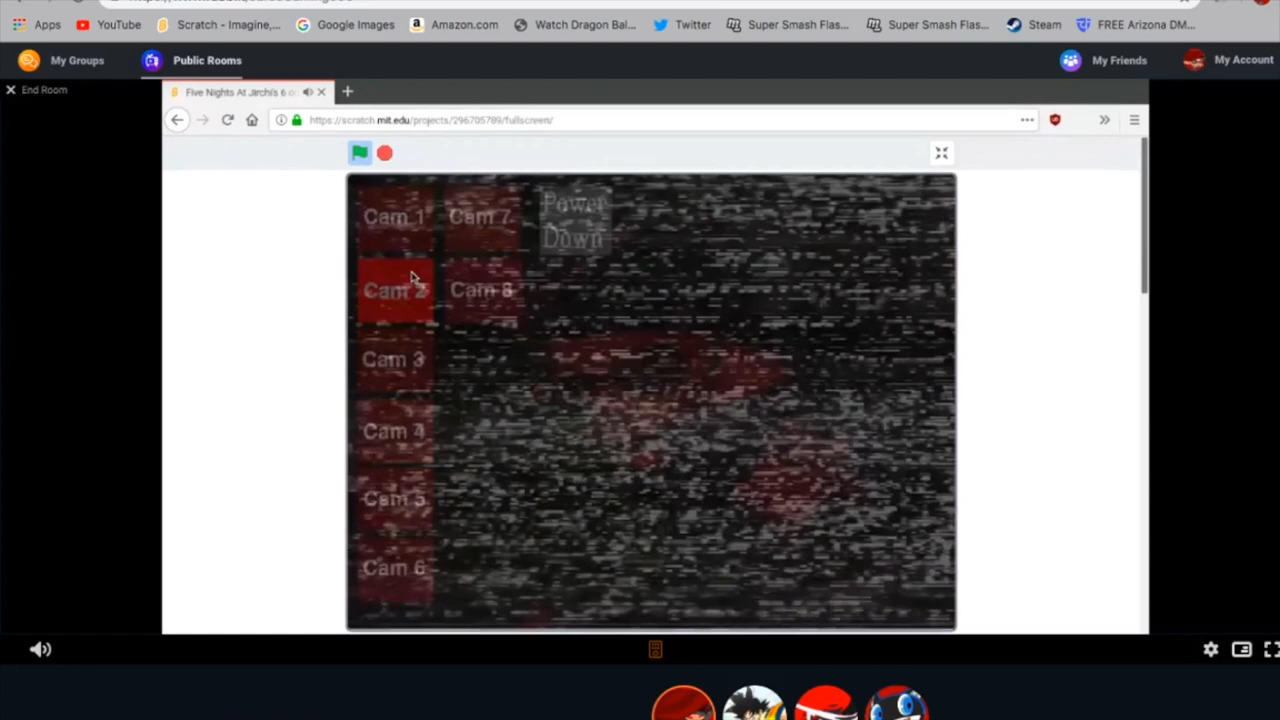 Apps YouTube Scratch - Imagine,... Google Images Amazon.com Watch Dragon Bal... Twitter Super Smash Flas... Super Smash Flas... Steam FREE Arizona DM...
My Groups Public Rooms My Friends My Account
End Room
Five Nights At Jirchi's 6 o
https://scratch.mit.edu/projects/296705789/fullscreen/
Cam 1 Cam 7 Power
Down
Cam 2 Cam 8
Cam 3
Cam 4
Cam 5
Cam 6